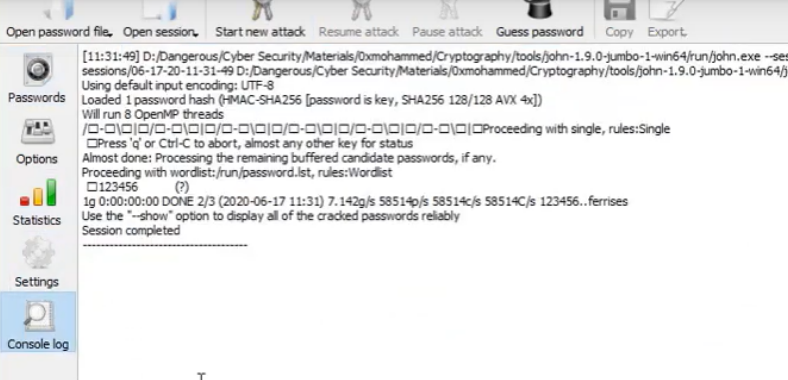 Open password file, Open session, Start new attack Resume attack Pause attack Guess password Copy Export
[11:31:49] D:/Dangerous/Cyber Security/Materials/0xmohammed/Cryptography/tools/john-1.9.0-jumbo-1-win64/run/john.exe --ses
sessions/06-17-20-11-31-49 D:/Dangerous/Cyber Security/Materials/0xmohammed/Cryptography/tools/john-1.9.0-jumbo-1-win64/j
Using default input encoding: UTF-8
Loaded 1 password hash (HMAC-SHA256 [password is key, SHA256 128/128 AVX 4x])
Will run 8 OpenMP threads
/□-□\□|□/□-□\□|□/□-□\□|□/□-□\□|□/□-□\□|□/□-□\□|□Proceeding with single, rules:Single
□Press 'q' or Ctrl-C to abort, almost any other key for status
Almost done: Processing the remaining buffered candidate passwords, if any.
Proceeding with wordlist:/run/password.lst, rules:Wordlist
□123456 (?)
1g 0:00:00:00 DONE 2/3 (2020-06-17 11:31) 7.142g/s 58514p/s 58514c/s 58514C/s 123456..ferrises
Use the "--show" option to display all of the cracked passwords reliably
Session completed
--------------------------------------
Passwords
Options
Statistics
Settings
Console log